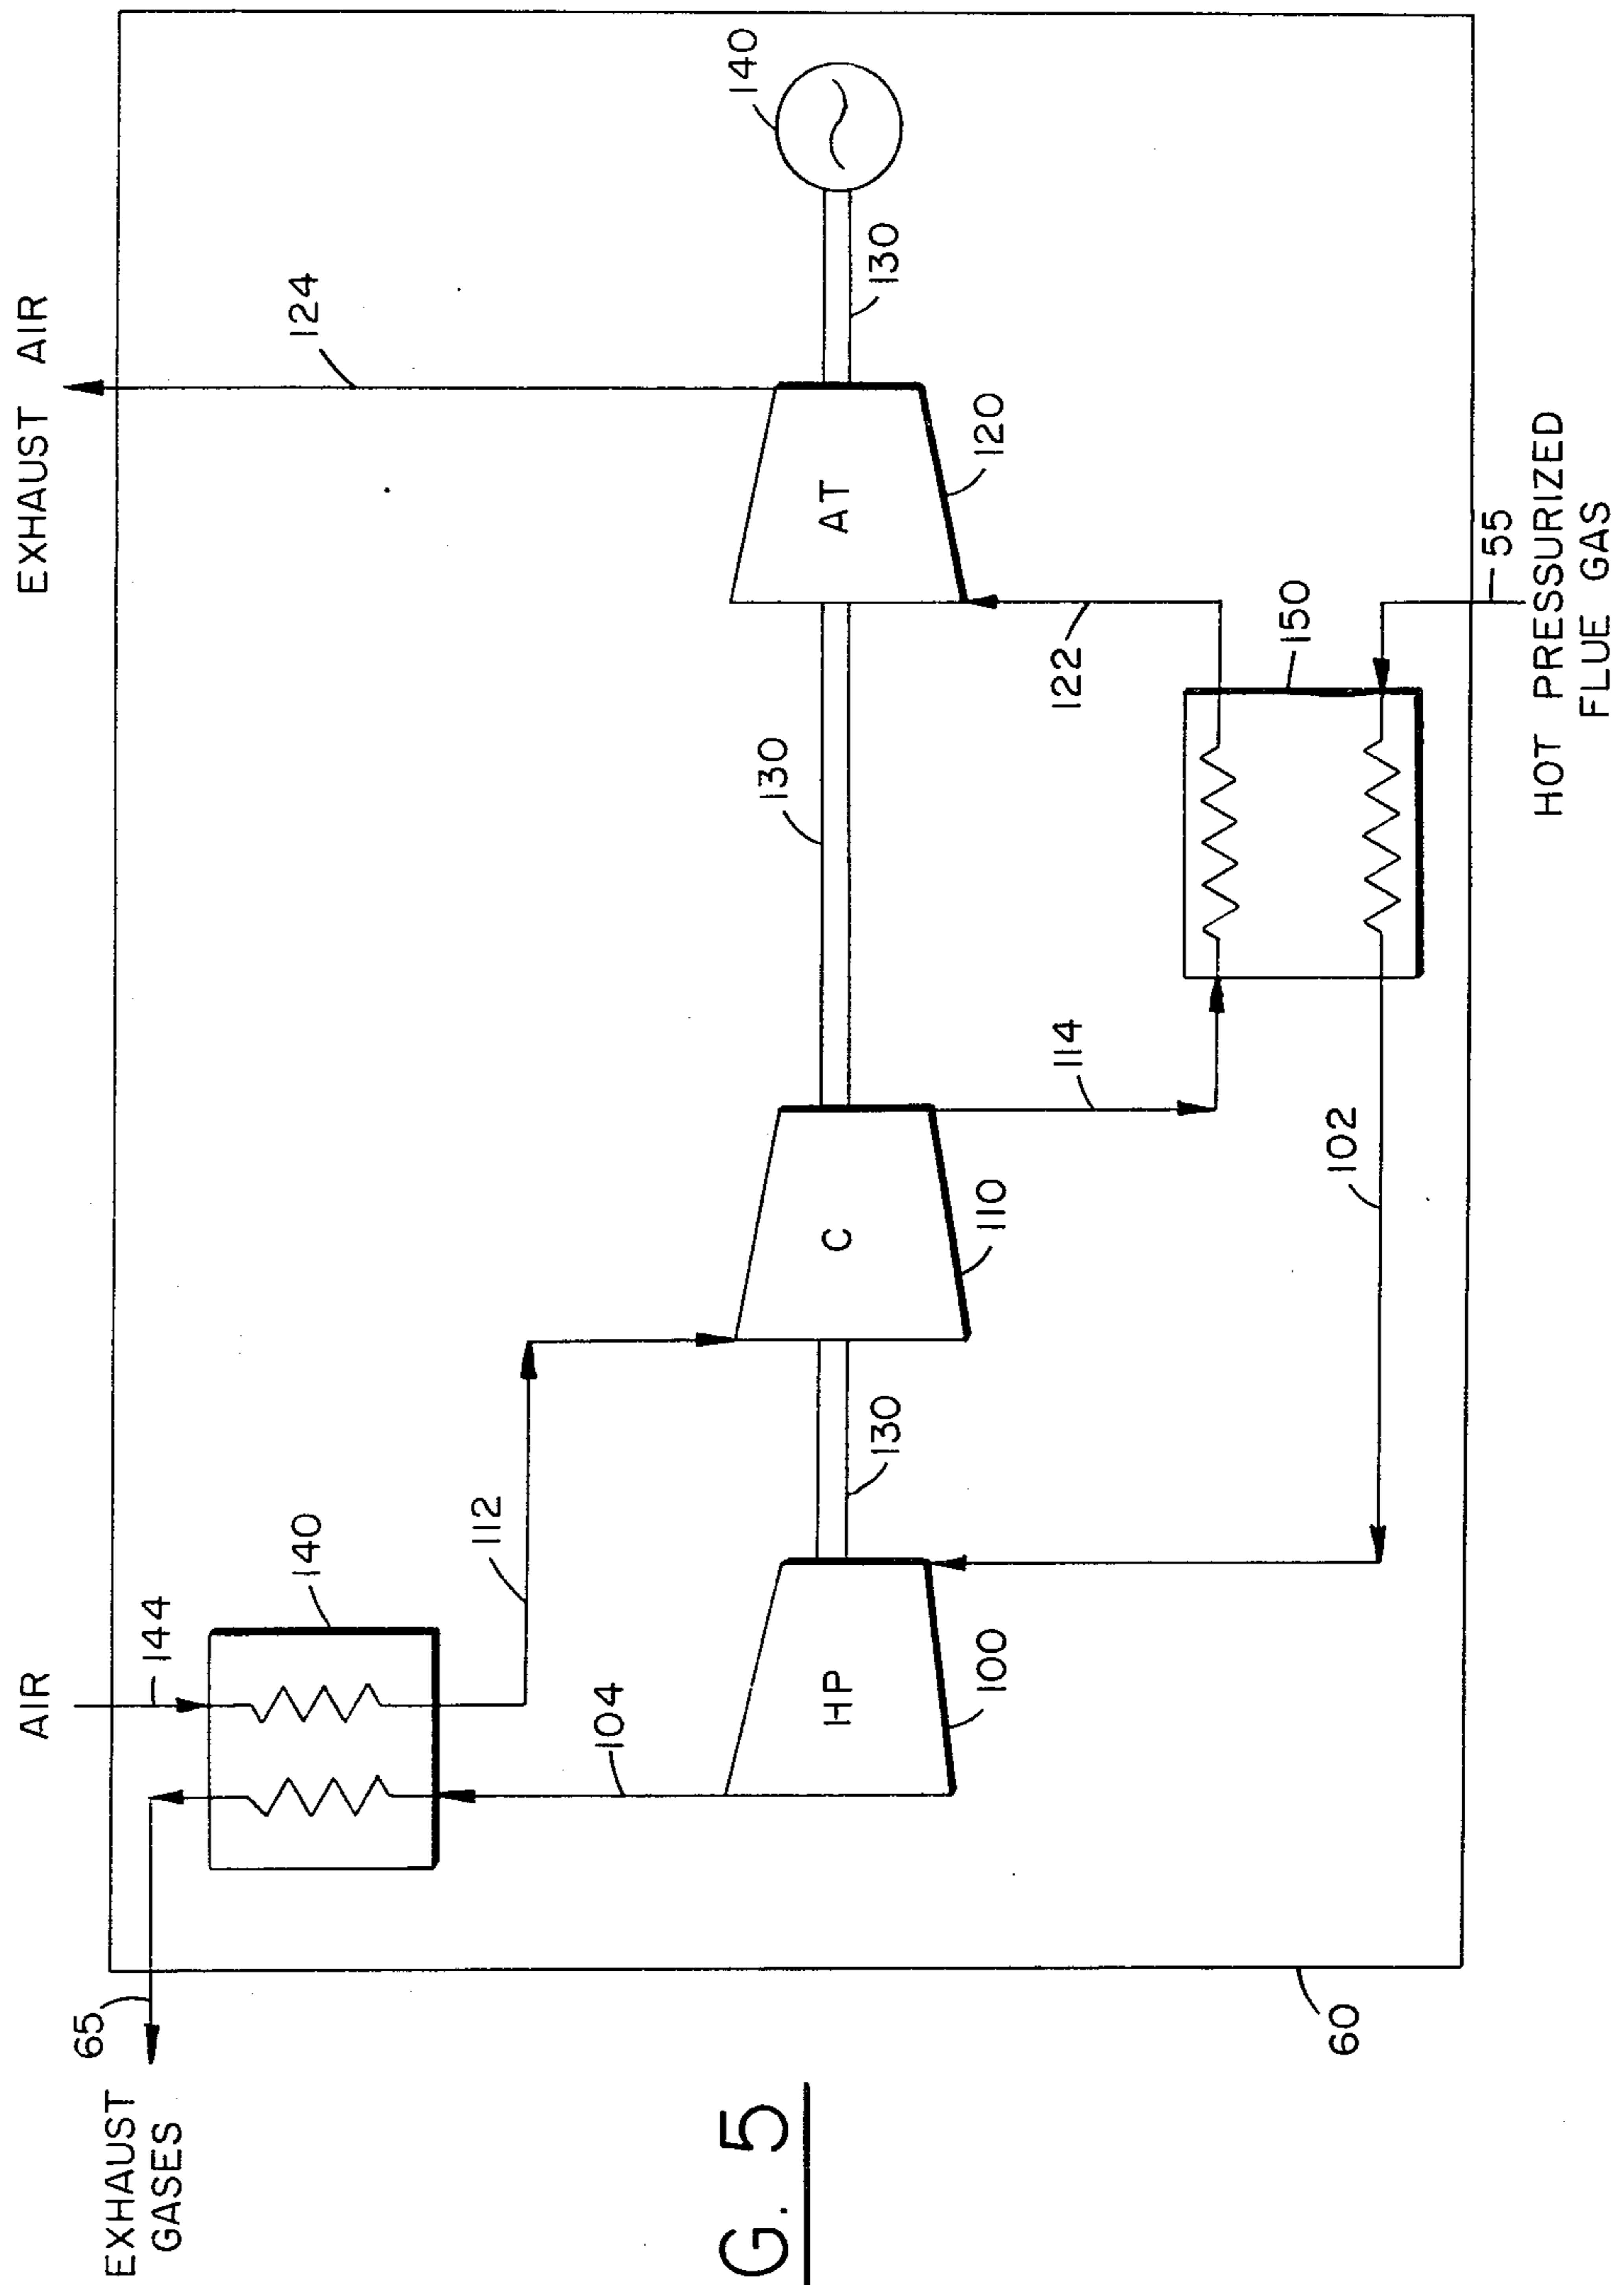 EXHAUST AIR
AIR
65
EXHAUST
GASES
144
140
124
112
104
140
130
G. 5
HP
C
AT
130
130
100
110
120
114
122
150
102
60
55
HOT PRESSURIZED
FLUE GAS